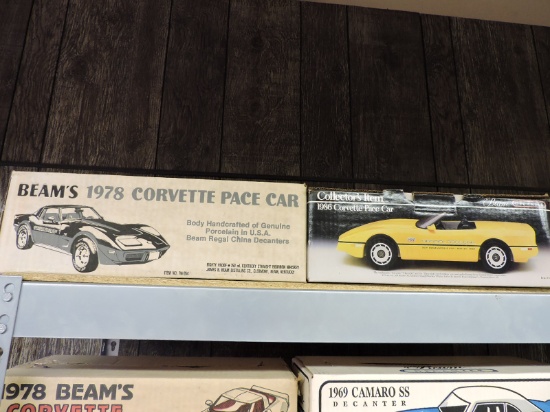 BEAM'S 1978 CORVETTE PACE CAR
Body Handcrafted of Genuine
Porcelain in U.S.A.
Beam Regal China Decanters
Collector's Item
1986 Corvette Pace Car
1978 BEAM'S
CORVETTE
1969 CAMARO SS
DECANTER